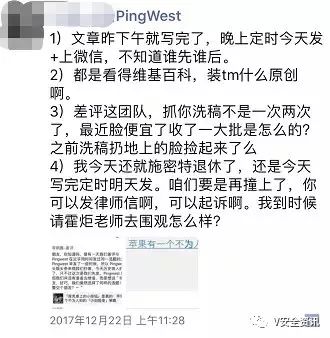 PingWest
1）文章昨下午就写完了，晚上定时今天发
+上微信，不知道谁先谁后。
2）都是看得维基百科，装tm什么原创
啊。
3）差评这团队，抓你洗稿不是一次两次
了，最近脸便宜了收了一大批是怎么的？
之前洗稿扔地上的脸捡起来了么
4）我今天还就施密特退休了，还是今天
写完定时明天发。咱们要是再撞上了，你
可以发律师信啊，可以起诉啊。我到时候
请霍炬老师去围观怎么样？
苹果有一个不为人
2017年12月22日 上午11:28
V安全资讯